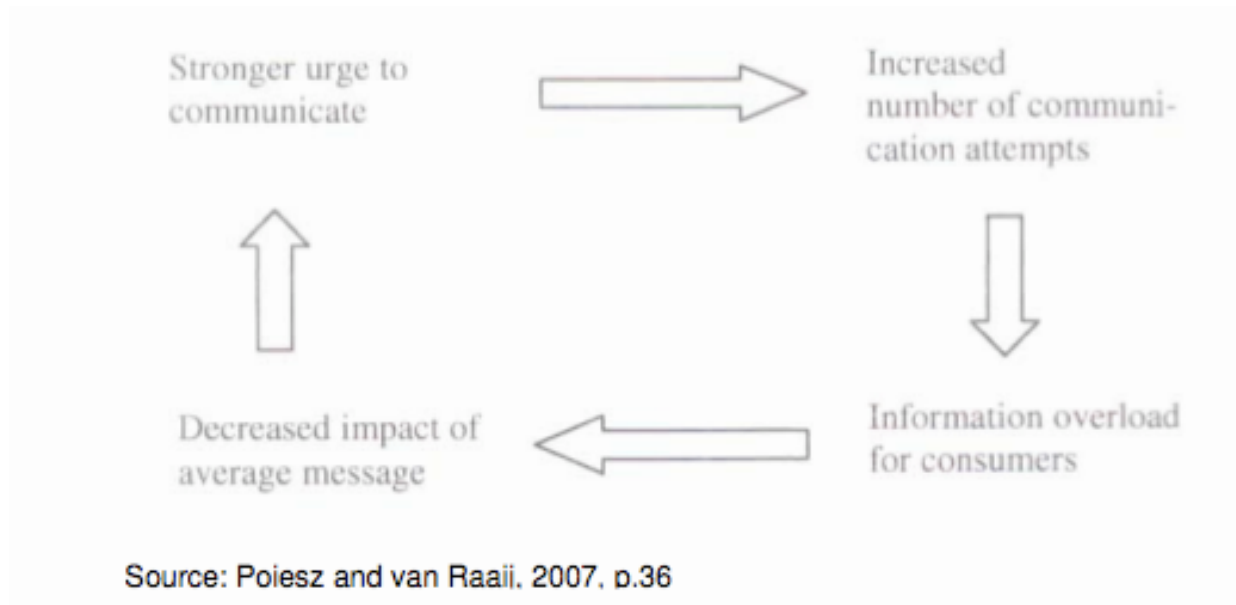 Stronger urge to
communicate
Increased
number of communi-
cation attempts
Decreased impact of
average message
Information overload
for consumers
Source: Poiesz and van Raaij, 2007, p.36